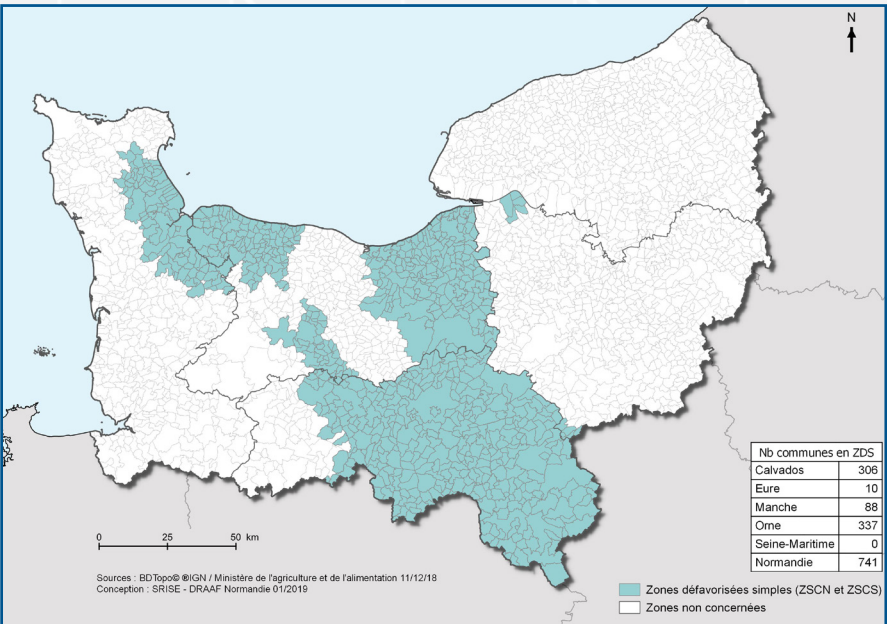 N
Nb communes en ZDS
Calvados 306
Eure 10
Manche 88
Orne 337
Seine-Maritime 0
Normandie 741
0 25 50 km
Sources : BDTopo© ®IGN / Ministère de l'agriculture et de l'alimentation 11/12/18
Conception : SRISE - DRAAF Normandie 01/2019
Zones défavorisées simples (ZSCN et ZSCS)
Zones non concernées